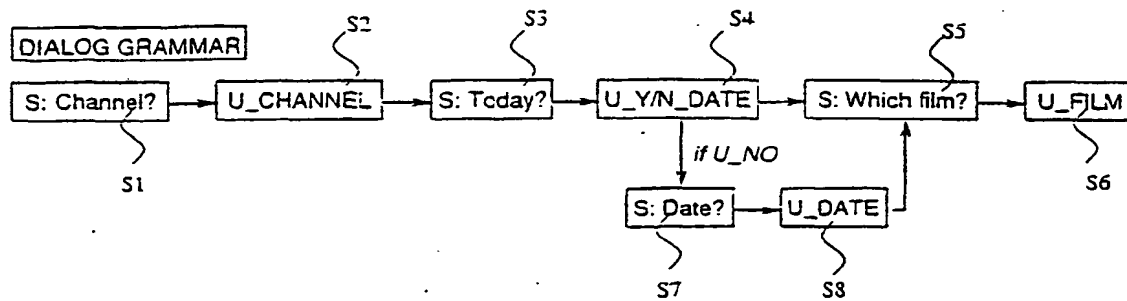 S2
S3
S4
S5
DIALOG GRAMMAR
S: Channel?
U_CHANNEL
S: Today?
U_Y/N_DATE
S: Which film?
U_FILM
if U_NO
S1
S6
S: Date?
U_DATE
S7
S8